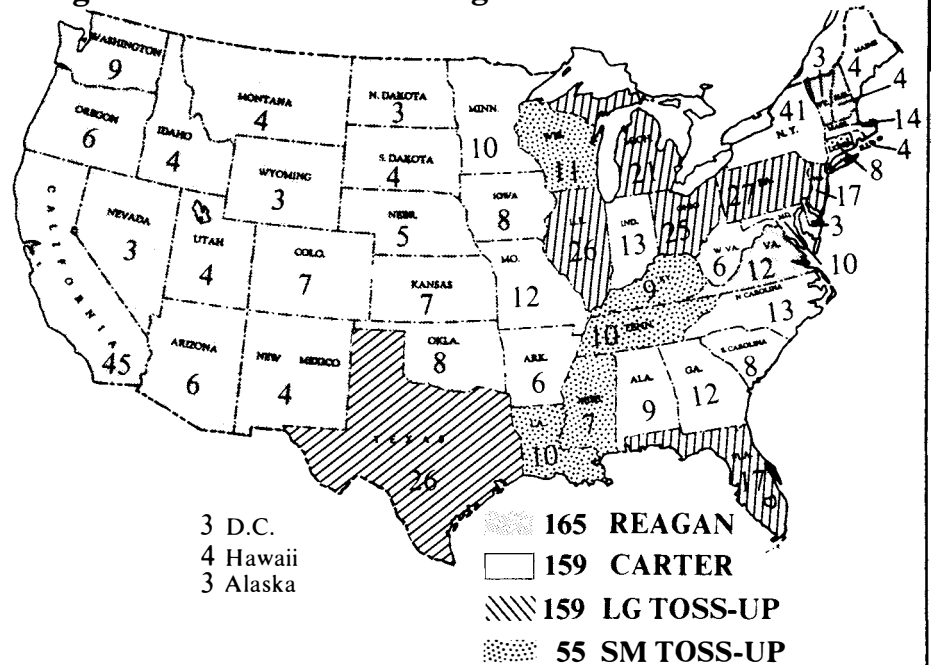 WASHINGTON
9
OREGON
6
IDAHO
4
MONTANA
4
N. DAKOTA
3
MINN.
10
S. DAKOTA
4
WYOMING
3
NEBR.
5
IOWA
8
WIS.
11
21
CALIFORNIA
45
NEVADA
3
UTAH
4
COLO.
7
KANSAS
7
MO.
12
ILL.
26
IND.
13
OHIO
25
PA.
27
N.Y.
41
MAINE
3
4
4
14
4
8
17
3
MD.
10
W. VA.
6
VA.
12
KY.
9
N CAROLINA
13
TENN.
10
S. CAROLINA
8
ARIZONA
6
NEW MEXICO
4
OKLA.
8
ARK.
6
TEXAS
26
LA.
10
MISS.
7
ALA.
9
GA.
12
FLA.
17
3 D.C.
4 Hawaii
3 Alaska
165 REAGAN
159 CARTER
159 LG TOSS-UP
55 SM TOSS-UP